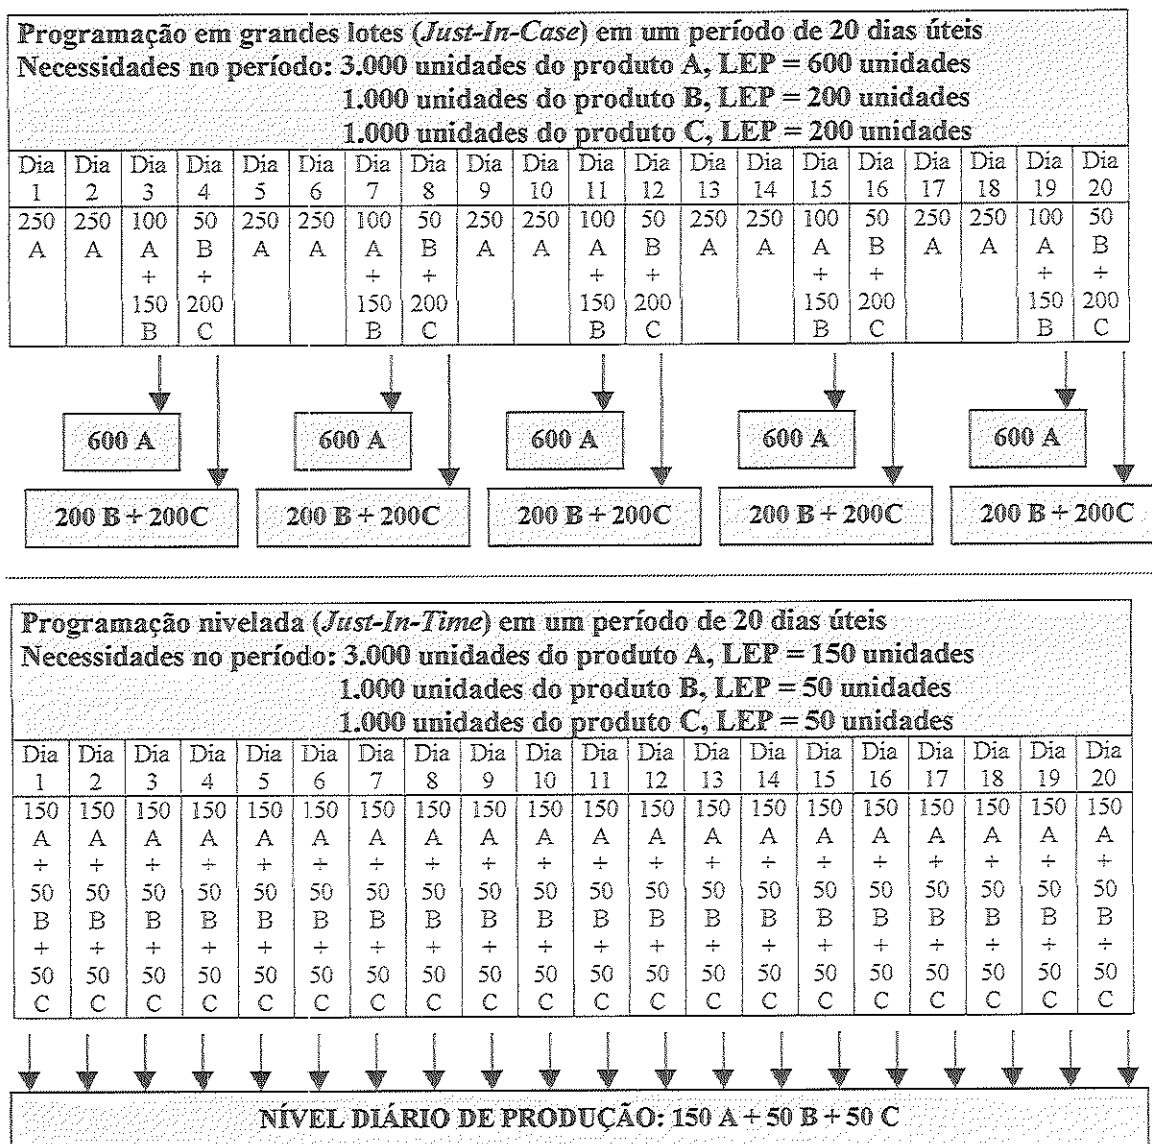 Programação em grandes lotes (Just-In-Case) em um período de 20 dias úteis
Necessidades no período: 3.000 unidades do produto A, LEP = 600 unidades
1.000 unidades do produto B, LEP = 200 unidades
1.000 unidades do produto C, LEP = 200 unidades
Dia Dia Dia Dia Dia Dia Dia Dia Dia Dia Dia Dia Dia Dia Dia Dia Dia Dia Dia Dia
1 2 3 4 5 6 7 8 9 10 11 12 13 14 15 16 17 18 19 20
250 250 100 50 250 250 100 50 250 250 100 50 250 250 100 50 250 250 100 50
A A A B A A A B A A A B A A A B A A A B
+ + + + + + + + + +
150 200 150 200 150 200 150 200 150 200
B C B C B C B C B C
600 A 600 A 600 A 600 A 600 A
200 B + 200C 200 B + 200C 200 B + 200C 200 B + 200C 200 B + 200C
Programação nivelada (Just-In-Time) em um período de 20 dias úteis
Necessidades no período: 3.000 unidades do produto A, LEP = 150 unidades
1.000 unidades do produto B, LEP = 50 unidades
1.000 unidades do produto C, LEP = 50 unidades
Dia Dia Dia Dia Dia Dia Dia Dia Dia Dia Dia Dia Dia Dia Dia Dia Dia Dia Dia Dia
1 2 3 4 5 6 7 8 9 10 11 12 13 14 15 16 17 18 19 20
150 150 150 150 150 150 150 150 150 150 150 150 150 150 150 150 150 150 150 150
A A A A A A A A A A A A A A A A A A A A
+ + + + + + + + + + + + + + + + + + + +
50 50 50 50 50 50 50 50 50 50 50 50 50 50 50 50 50 50 50 50
B B B B B B B B B B B B B B B B B B B B
+ + + + + + + + + + + + + + + + + + + +
50 50 50 50 50 50 50 50 50 50 50 50 50 50 50 50 50 50 50 50
C C C C C C C C C C C C C C C C C C C C
NÍVEL DIÁRIO DE PRODUÇÃO: 150 A + 50 B + 50 C